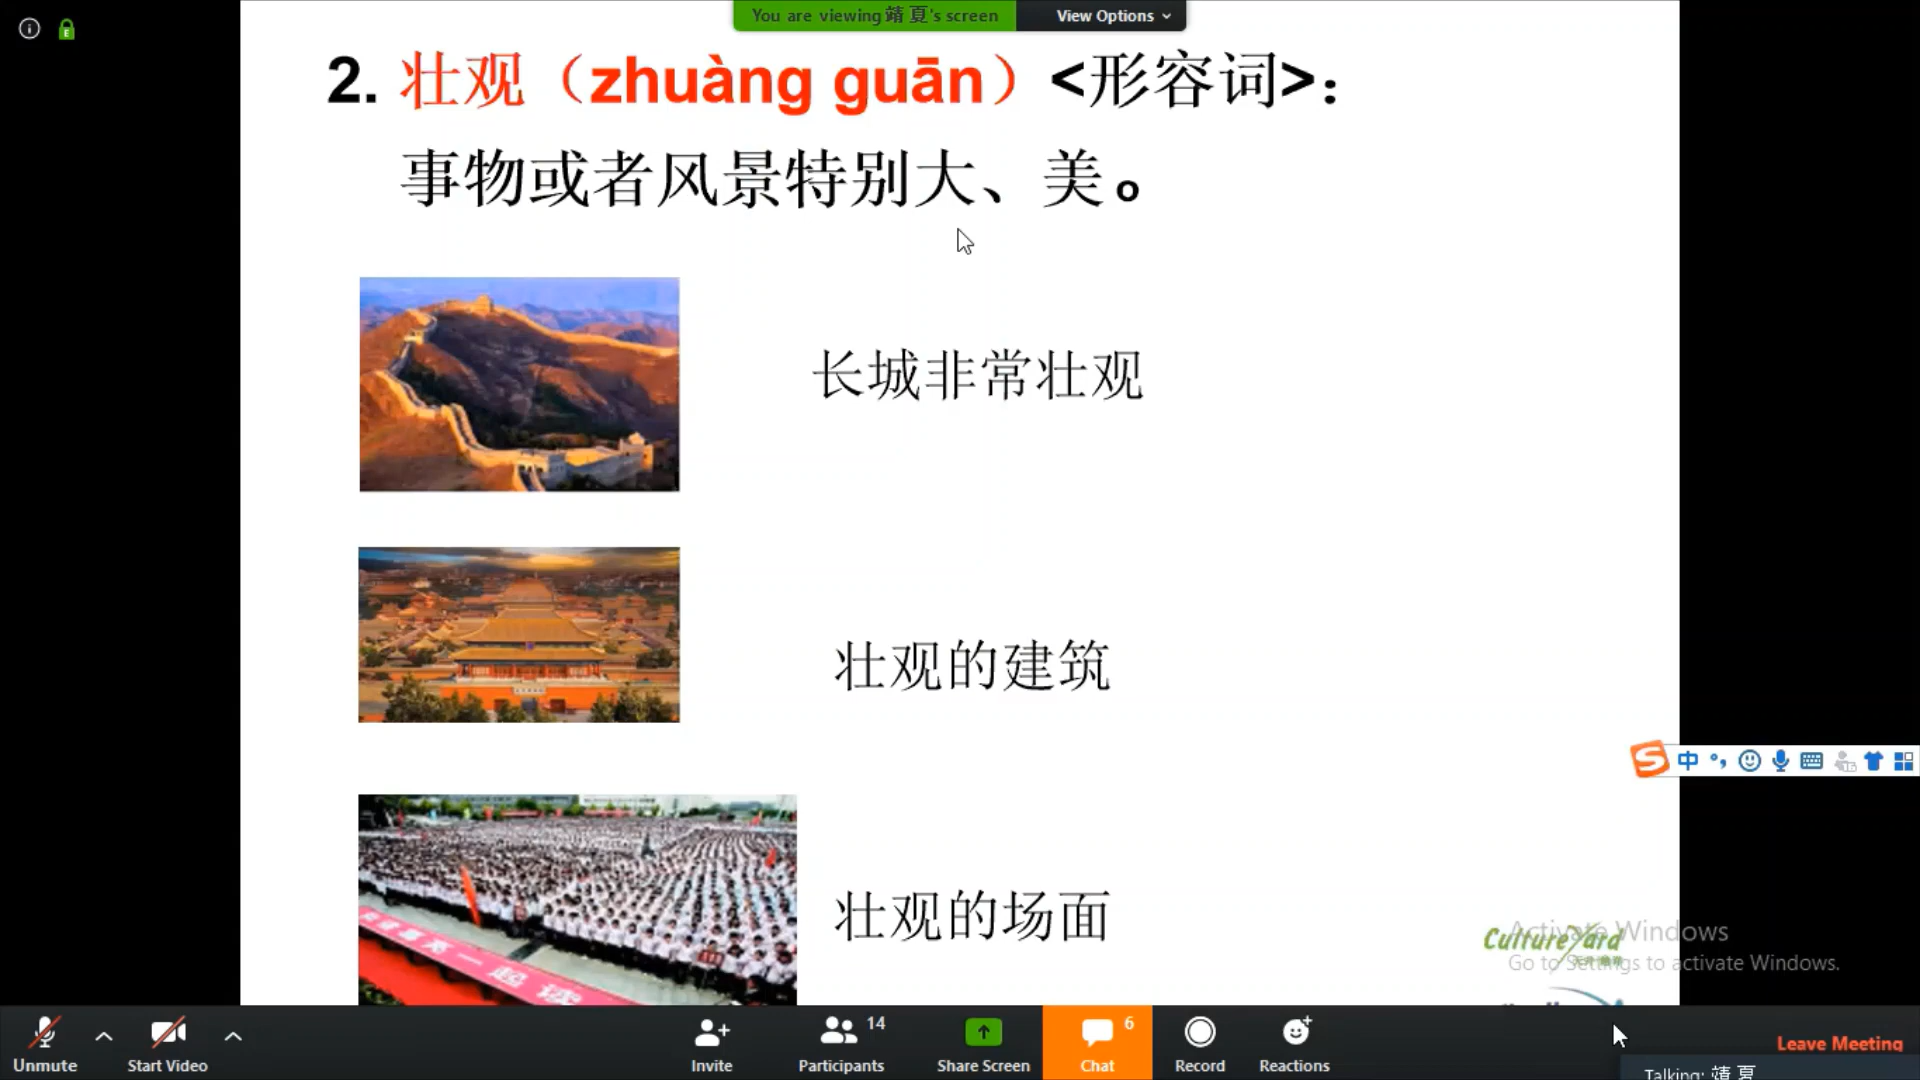 You are viewing 靖 夏's screen
View Options
2. 壮观（zhuàng guān）<形容词>：
事物或者风景特别大、美。
长城非常壮观
壮观的建筑
壮观的场面
中
CultureYard
Activate Windows
Go to Settings to activate Windows.
Unmute
Start Video
Invite
14
Participants
Share Screen
6
Chat
Record
Reactions
Leave Meeting
Talking: 靖 夏